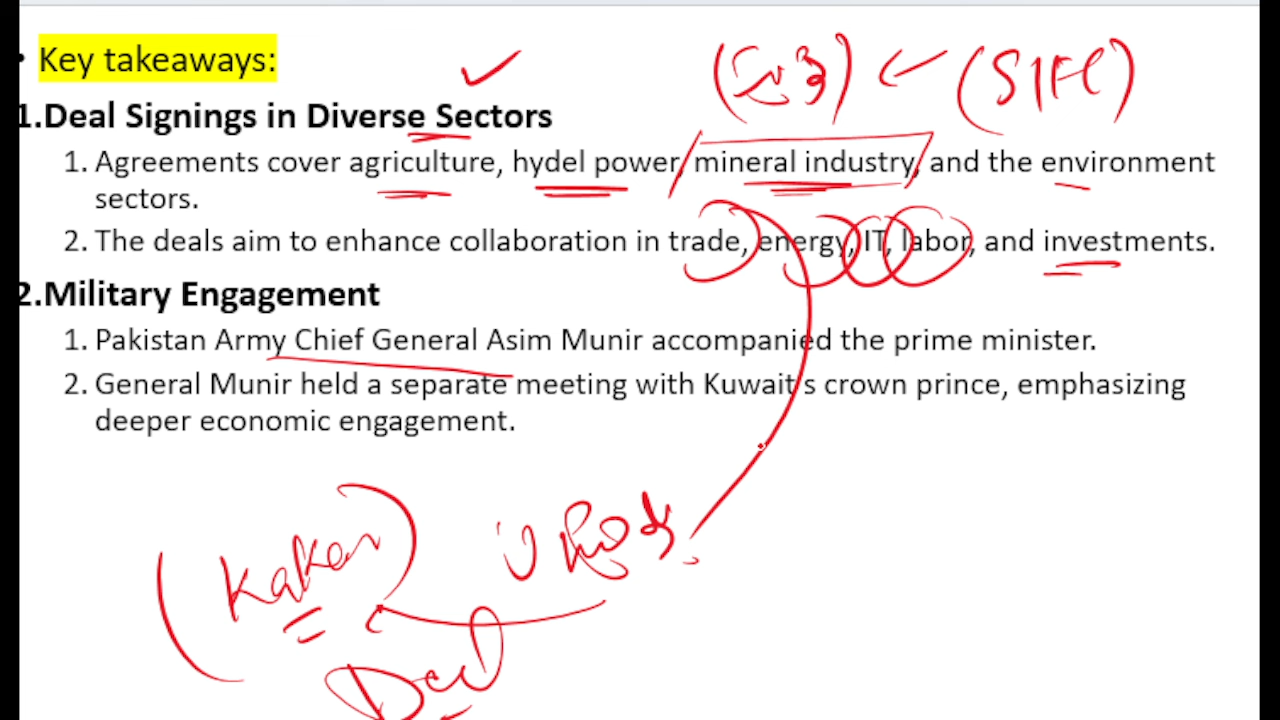 • Key takeaways:
(SIFC)
1.Deal Signings in Diverse Sectors
1. Agreements cover agriculture, hydel power, mineral industry, and the environment
sectors.
2. The deals aim to enhance collaboration in trade, energy, IT, labor, and investments.
2.Military Engagement
1. Pakistan Army Chief General Asim Munir accompanied the prime minister.
2. General Munir held a separate meeting with Kuwait's crown prince, emphasizing
deeper economic engagement.
(Kaker)